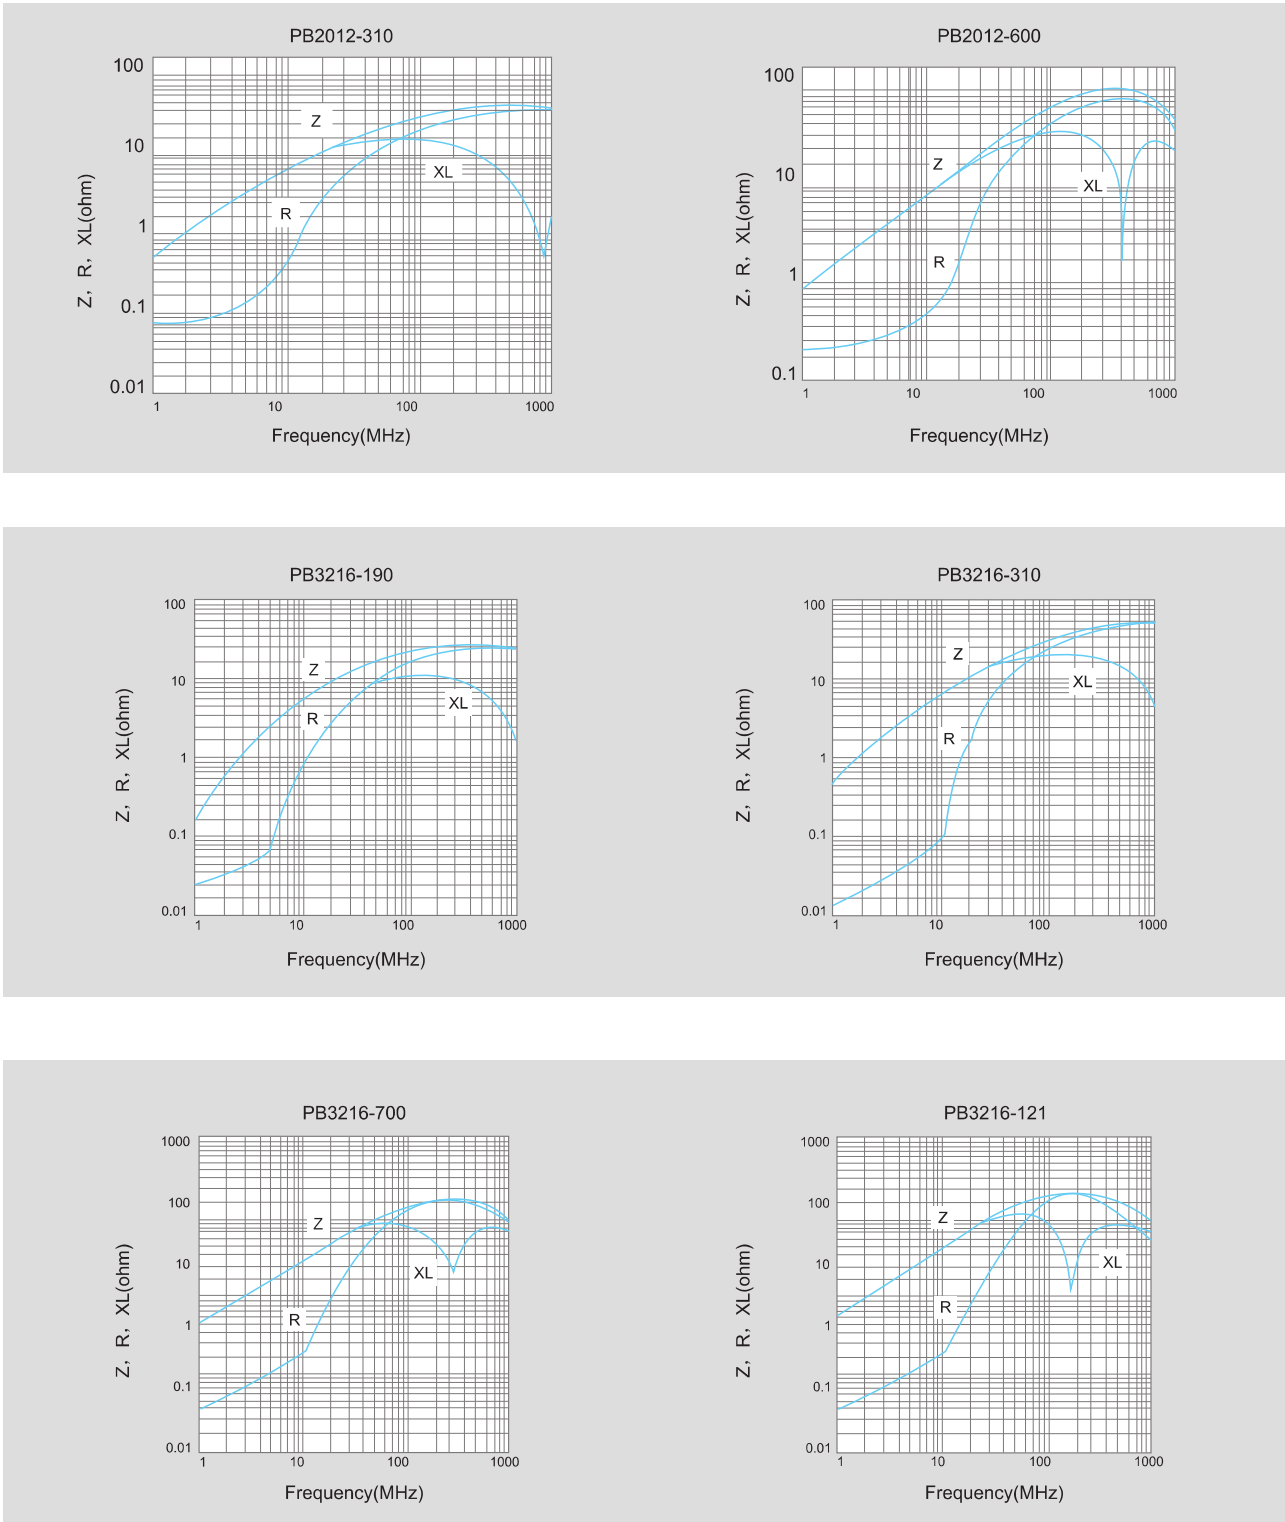 PB2012-310
100
10
1
0.1
0.01
Z, R, XL(ohm)
Z
R
XL
1 10 100 1000
Frequency(MHz)
PB2012-600
100
10
1
0.1
Z, R, XL(ohm)
Z
R
XL
1 10 100 1000
Frequency(MHz)
PB3216-190
100
10
1
0.1
0.01
Z, R, XL(ohm)
Z
R
XL
1 10 100 1000
Frequency(MHz)
PB3216-310
100
10
1
0.1
0.01
Z, R, XL(ohm)
Z
R
XL
1 10 100 1000
Frequency(MHz)
PB3216-700
1000
100
10
1
0.1
0.01
Z, R, XL(ohm)
Z
R
XL
1 10 100 1000
Frequency(MHz)
PB3216-121
1000
100
10
1
0.1
0.01
Z, R, XL(ohm)
Z
R
XL
1 10 100 1000
Frequency(MHz)